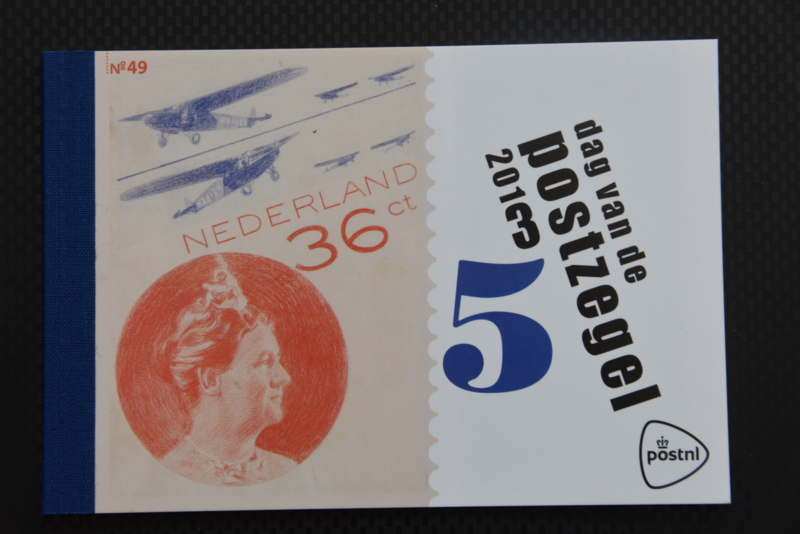 №49
NEDERLAND
36 ct
dag van de
postzegel
2013
5
postnl